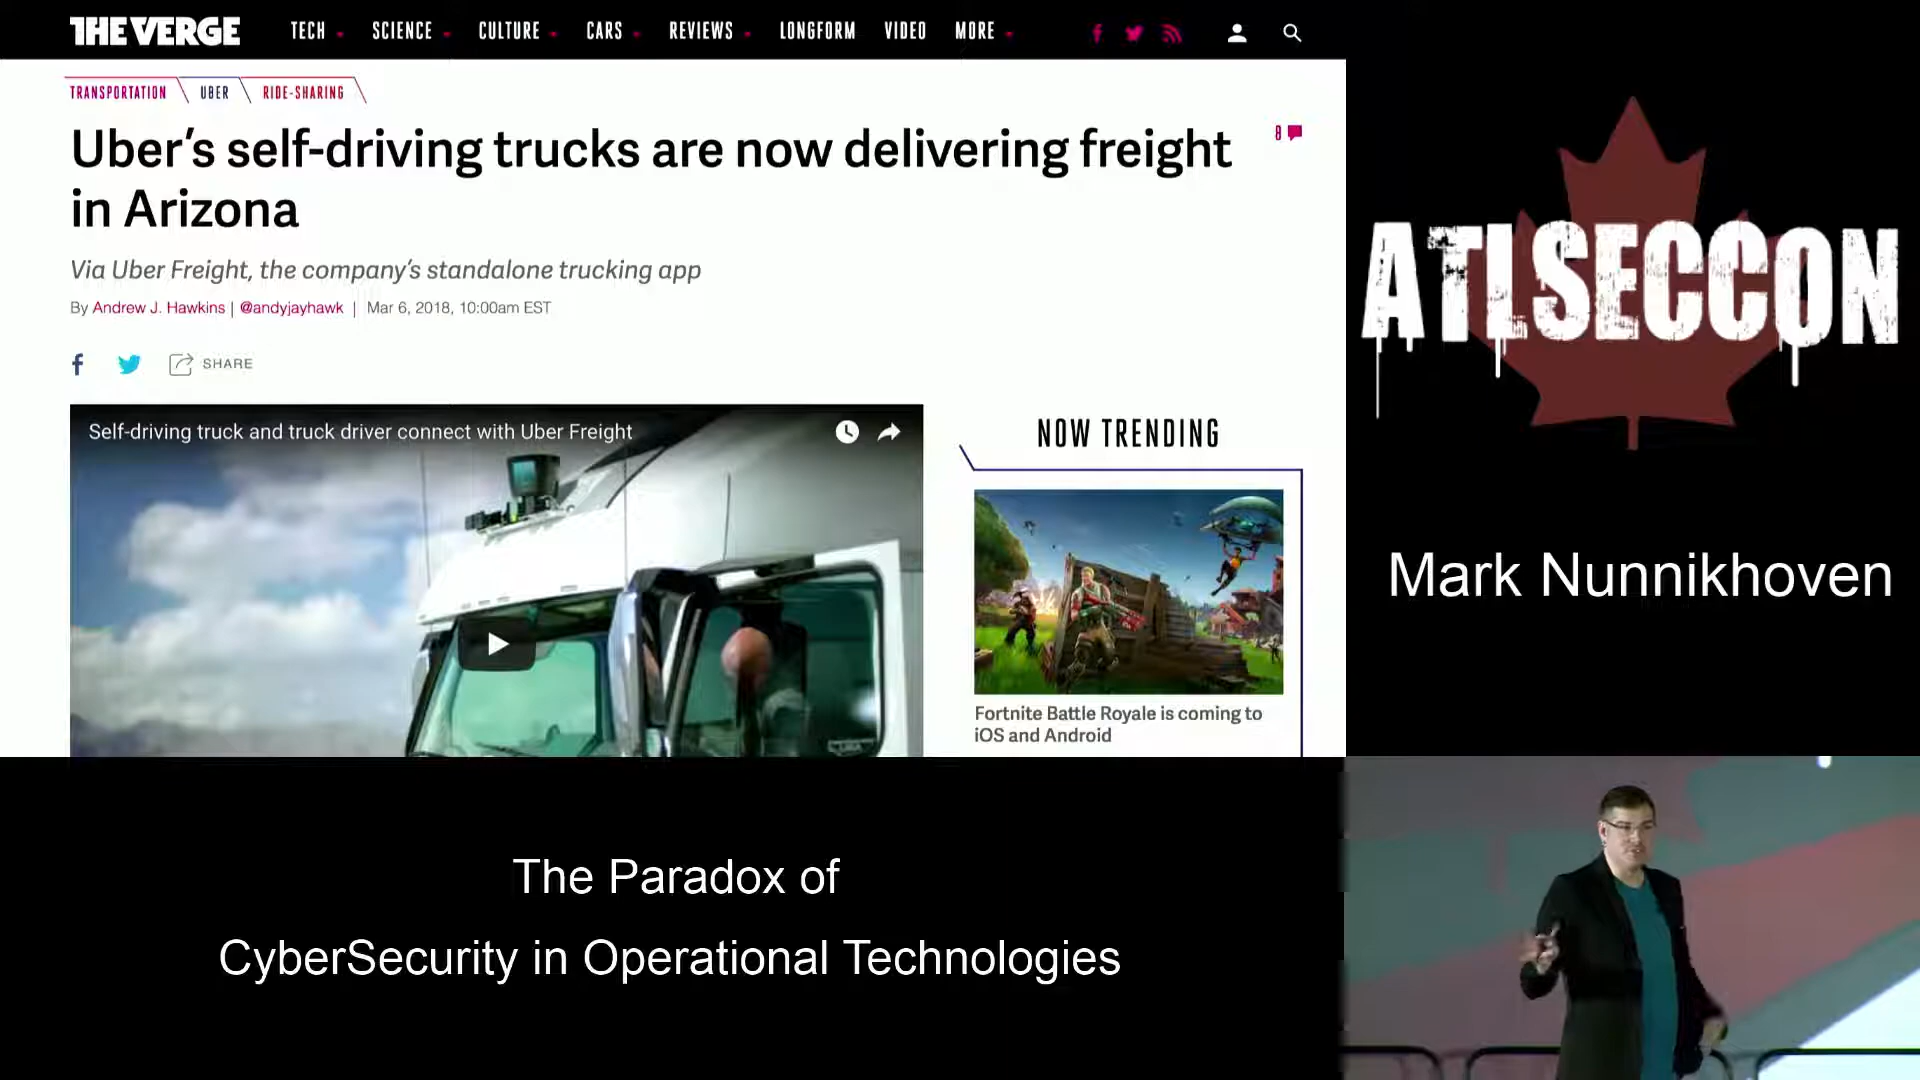 THE VERGE
TECH SCIENCE CULTURE CARS REVIEWS LONGFORM VIDEO MORE
TRANSPORTATION UBER RIDE-SHARING
Uber's self-driving trucks are now delivering freight
in Arizona
8
Via Uber Freight, the company's standalone trucking app
By Andrew J. Hawkins | @andyjayhawk | Mar 6, 2018, 10:00am EST
SHARE
Self-driving truck and truck driver connect with Uber Freight
NOW TRENDING
Fortnite Battle Royale is coming to
iOS and Android
ATLSECCON
Mark Nunnikhoven
The Paradox of
CyberSecurity in Operational Technologies